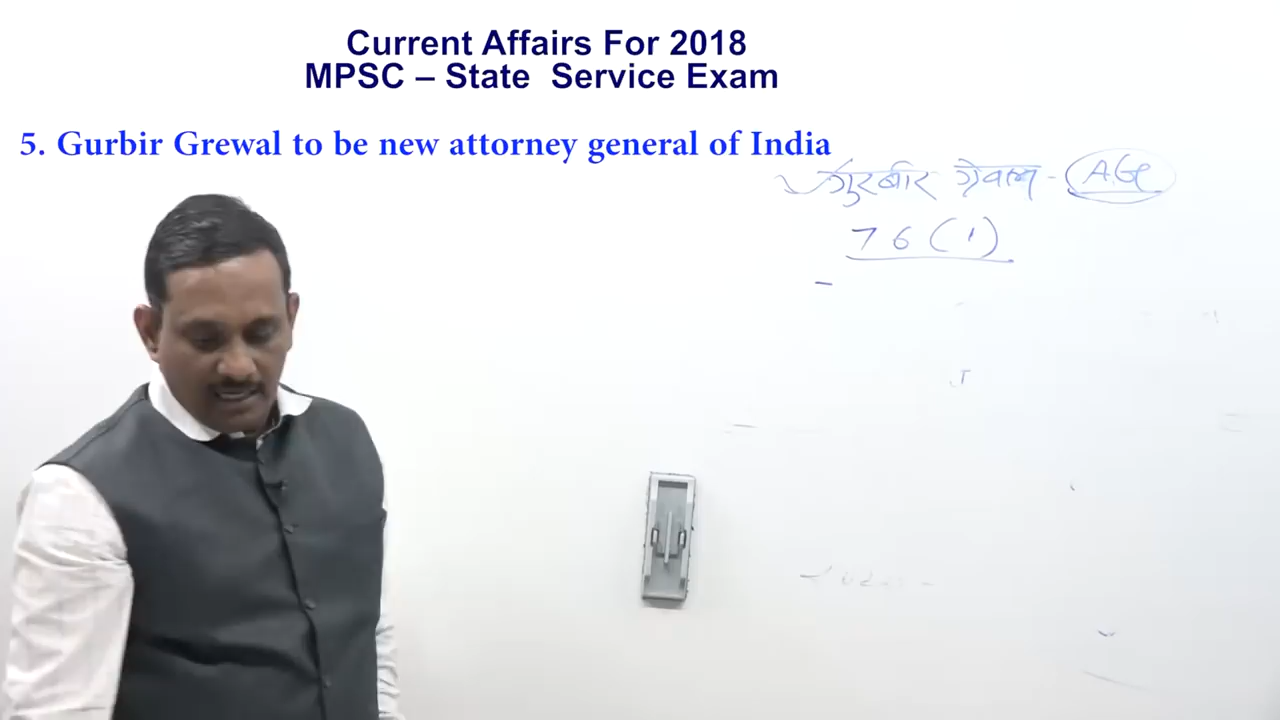 Current Affairs For 2018
MPSC – State Service Exam
5. Gurbir Grewal to be new attorney general of India
गुरबीर ग्रेवाल - A.G
76 (1)
-